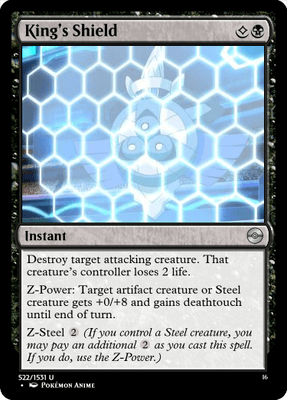 King's Shield
Instant
Destroy target attacking creature. That
creature's controller loses 2 life.
Z-Power: Target artifact creature or Steel
creature gets +0/+8 and gains deathtouch
until end of turn.
Z-Steel 2 (If you control a Steel creature, you
may pay an additional 2 as you cast this spell.
If you do, use the Z-Power.)
522/1531 U
16
• Pokémon Anime